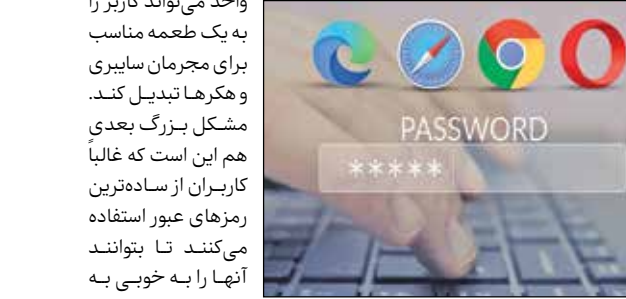 واحد می‌تواند کاربر را
به یک طعمه مناسب
برای مجرمان سایبری
و هکرها تبدیل کند.
مشکل بزرگ بعدی
هم این است که غالباً
کاربران از ساده‌ترین
رمزهای عبور استفاده
می‌کنند تا بتوانند
آنها را به خوبی به
PASSWORD
*****